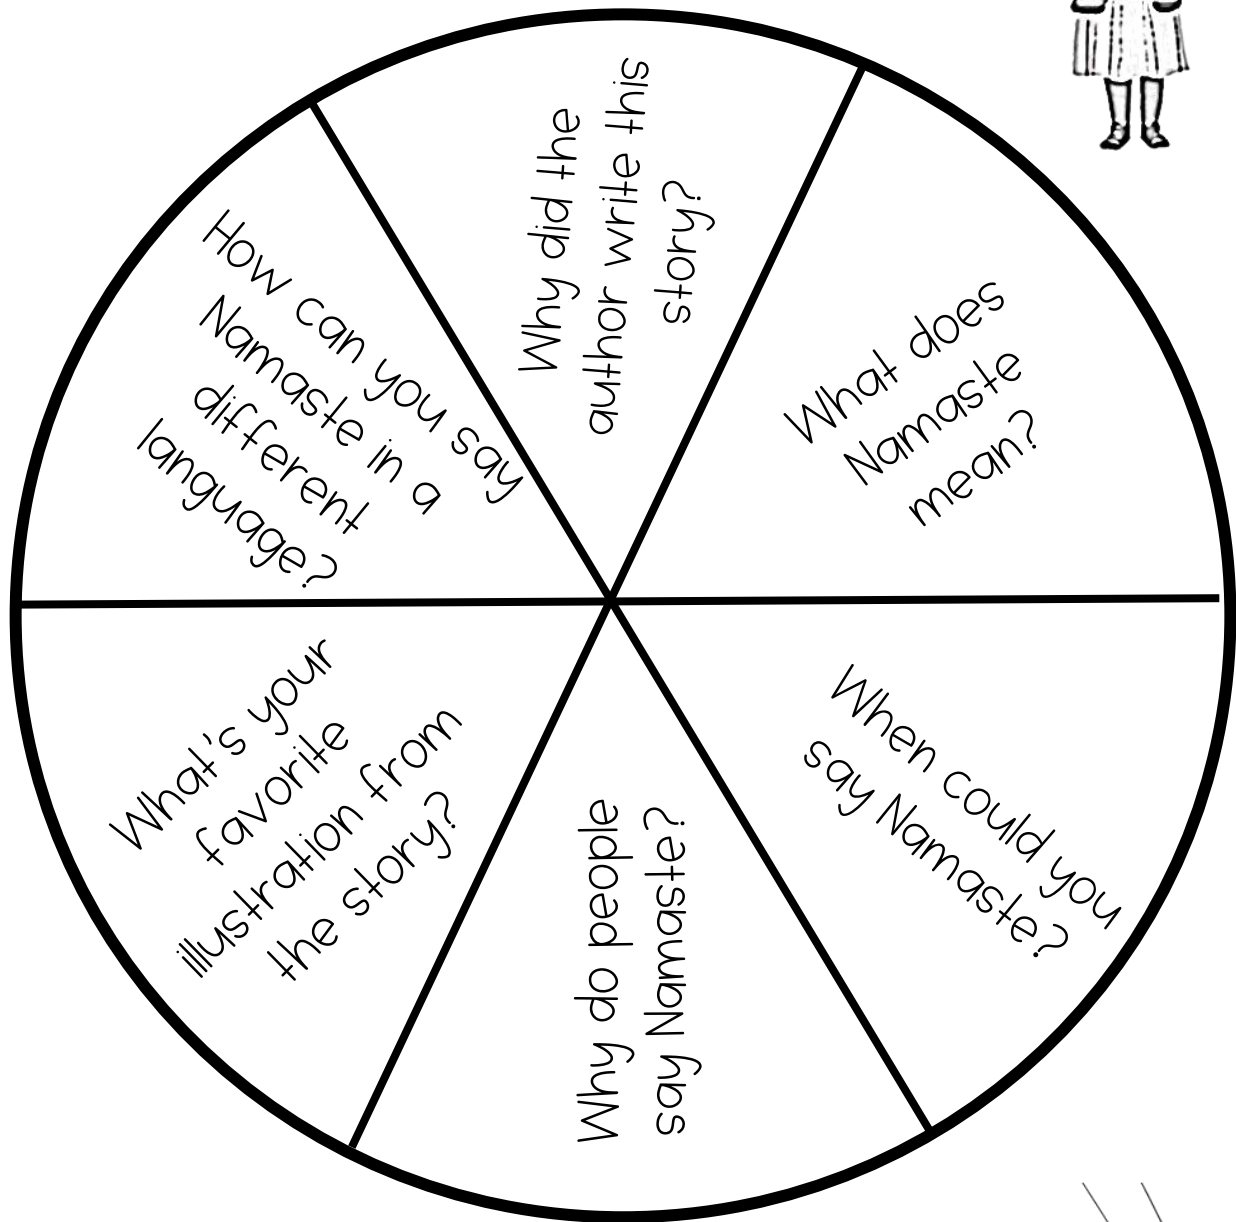 Why did the
author write this
story?
What does
Namaste
mean?
When could you
say Namaste?
Why do people
say Namaste?
What's your
favorite
illustration from
the story?
How can you say
Namaste in a
different
language?